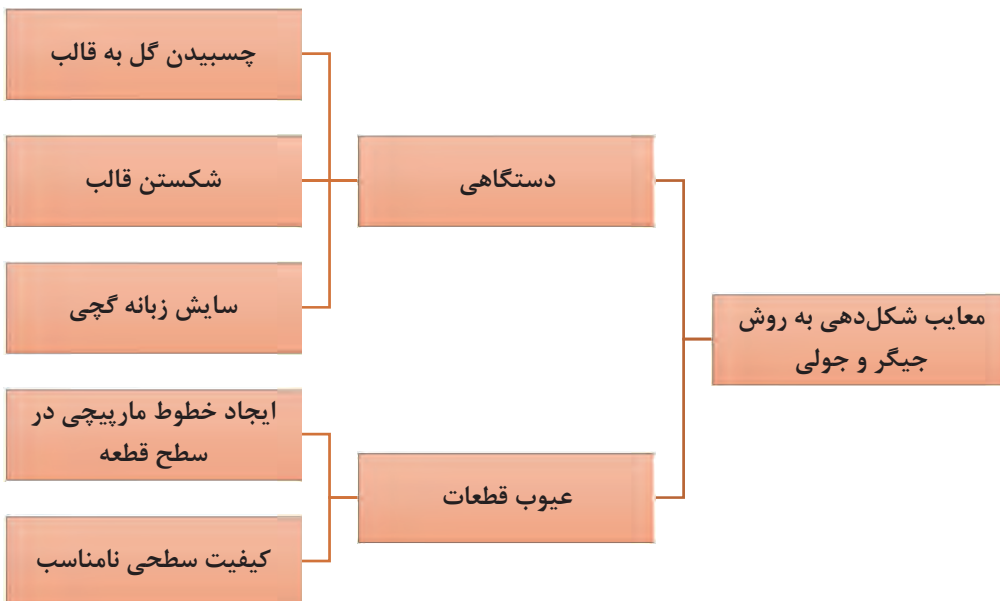 معایب شکل‌دهی به روش
جیگر و جولی
دستگاهی
چسبیدن گل به قالب
شکستن قالب
سایش زبانه گچی
عیوب قطعات
ایجاد خطوط مارپیچی در
سطح قطعه
کیفیت سطحی نامناسب